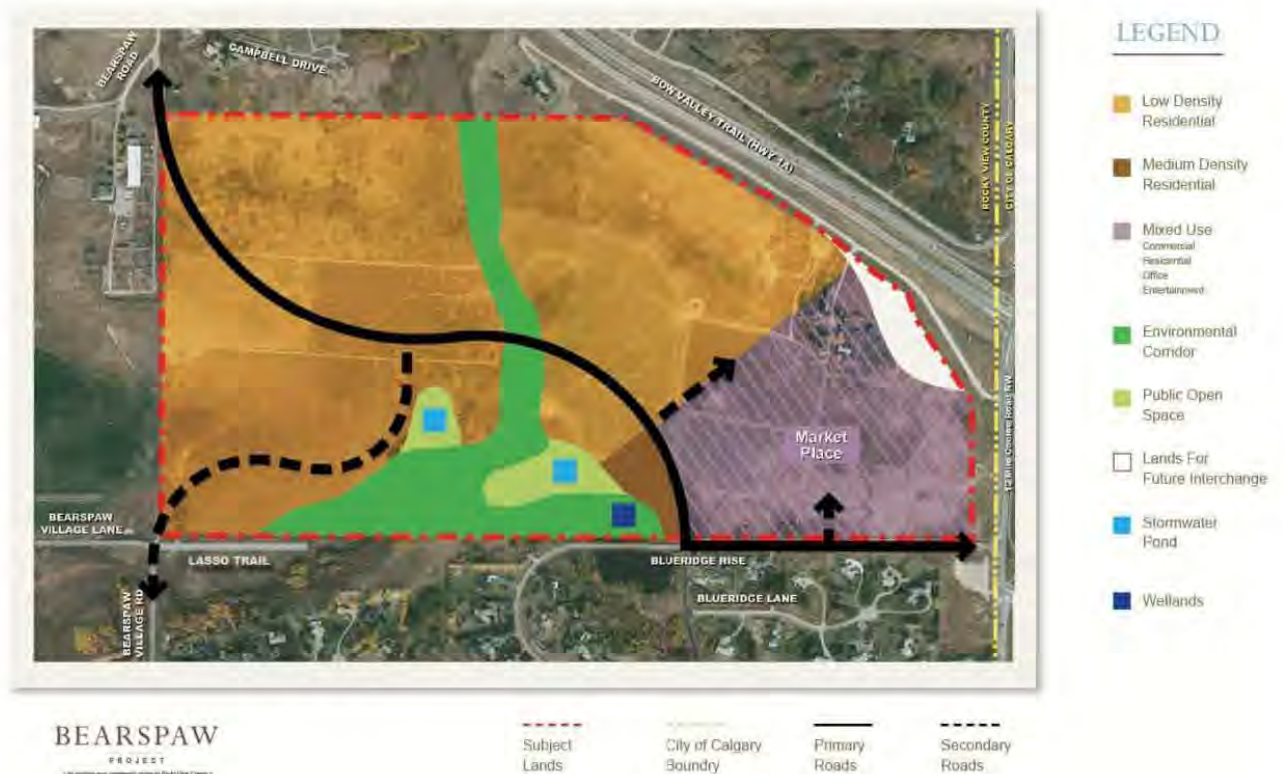 BEARSPAW
ROAD
CAMPBELL DRIVE
BOW VALLEY TRAIL (HWY 1A)
ROCKY VIEW COUNTY
CITY OF CALGARY
Market
Place
12 Mile Coulee Road NW
BEARSPAW
VILLAGE LANE
LASSO TRAIL
BEARSPAW
VILLAGE RD
BLUERIDGE RISE
BLUERIDGE LANE
LEGEND
Low Density
Residential
Medium Density
Residential
Mixed Use
Commercial
Residential
Office
Entertainment
Environmental
Corridor
Public Open
Space
Lands For
Future Interchange
Stormwater
Pond
Wetlands
BEARSPAW
PROJECT
Subject
Lands
City of Calgary
Boundry
Primary
Roads
Secondary
Roads